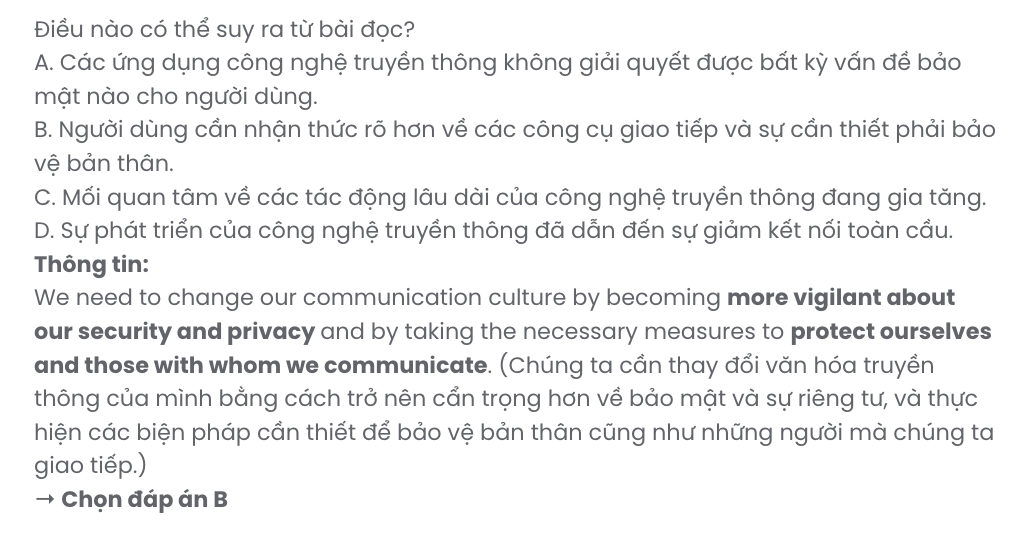 Điều nào có thể suy ra từ bài đọc?
A. Các ứng dụng công nghệ truyền thông không giải quyết được bất kỳ vấn đề bảo
mật nào cho người dùng.
B. Người dùng cần nhận thức rõ hơn về các công cụ giao tiếp và sự cần thiết phải bảo
vệ bản thân.
C. Mối quan tâm về các tác động lâu dài của công nghệ truyền thông đang gia tăng.
D. Sự phát triển của công nghệ truyền thông đã dẫn đến sự giảm kết nối toàn cầu.
Thông tin:
We need to change our communication culture by becoming more vigilant about
our security and privacy and by taking the necessary measures to protect ourselves
and those with whom we communicate. (Chúng ta cần thay đổi văn hóa truyền
thông của mình bằng cách trở nên cẩn trọng hơn về bảo mật và sự riêng tư, và thực
hiện các biện pháp cần thiết để bảo vệ bản thân cũng như những người mà chúng ta
giao tiếp.)
→ Chọn đáp án B